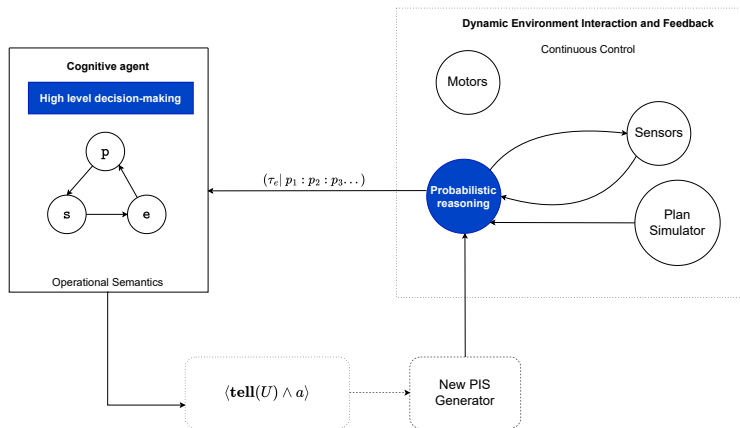 Dynamic Environment Interaction and Feedback
Continuous Control
Cognitive agent
High level decision-making
p
s
e
Operational Semantics
(τₑ| p₁ : p₂ : p₃...)
Motors
Sensors
Probabilistic
reasoning
Plan
Simulator
⟨tell(U) ∧ a⟩
New PIS
Generator